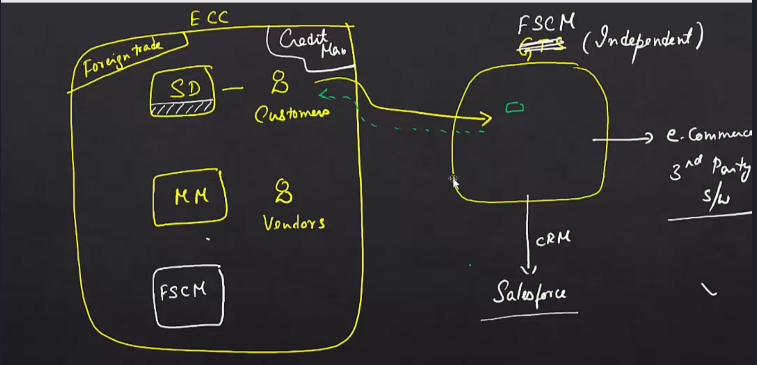 ECC
Foreign trade
Credit
Man
SD
Customers
MM
Vendors
FSCM
FSCM
GTS
(Independent)
e-Commerce
3rd Party
S/W
CRM
Salesforce